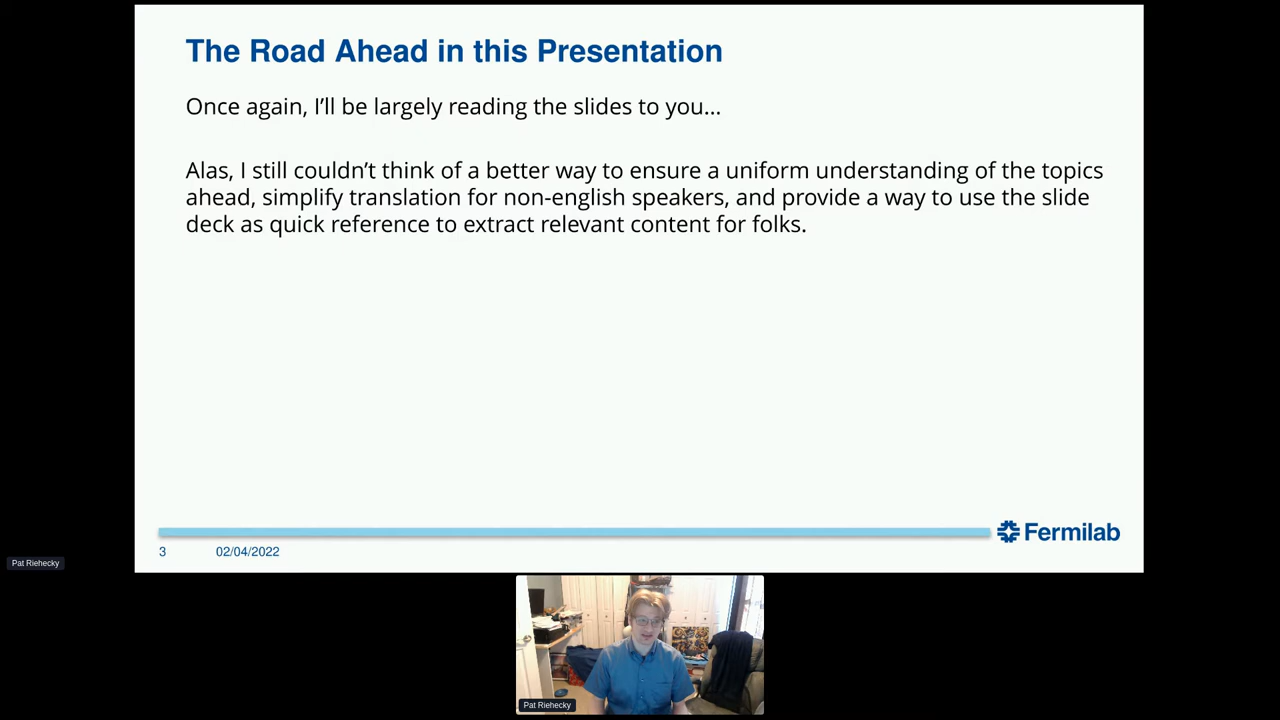 The Road Ahead in this Presentation
Once again, I'll be largely reading the slides to you...
Alas, I still couldn't think of a better way to ensure a uniform understanding of the topics
ahead, simplify translation for non-english speakers, and provide a way to use the slide
deck as quick reference to extract relevant content for folks.
Fermilab
3 02/04/2022
Pat Riehecky
Pat Riehecky